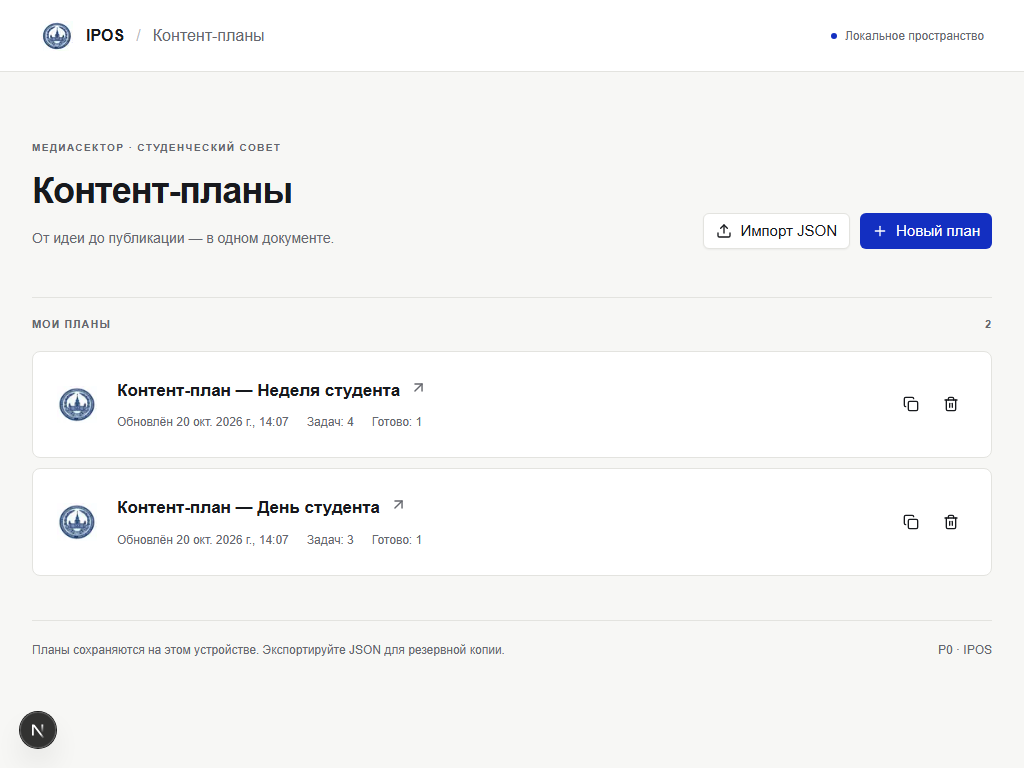 IPOS / Контент-планы
Локальное пространство
МЕДИАСЕКТОР · СТУДЕНЧЕСКИЙ СОВЕТ
Контент-планы
От идеи до публикации — в одном документе.
Импорт JSON
Новый план
МОИ ПЛАНЫ
2
Контент-план — Неделя студента
Обновлён 20 окт. 2026 г., 14:07 Задач: 4 Готово: 1
Контент-план — День студента
Обновлён 20 окт. 2026 г., 14:07 Задач: 3 Готово: 1
Планы сохраняются на этом устройстве. Экспортируйте JSON для резервной копии.
P0 · IPOS
N